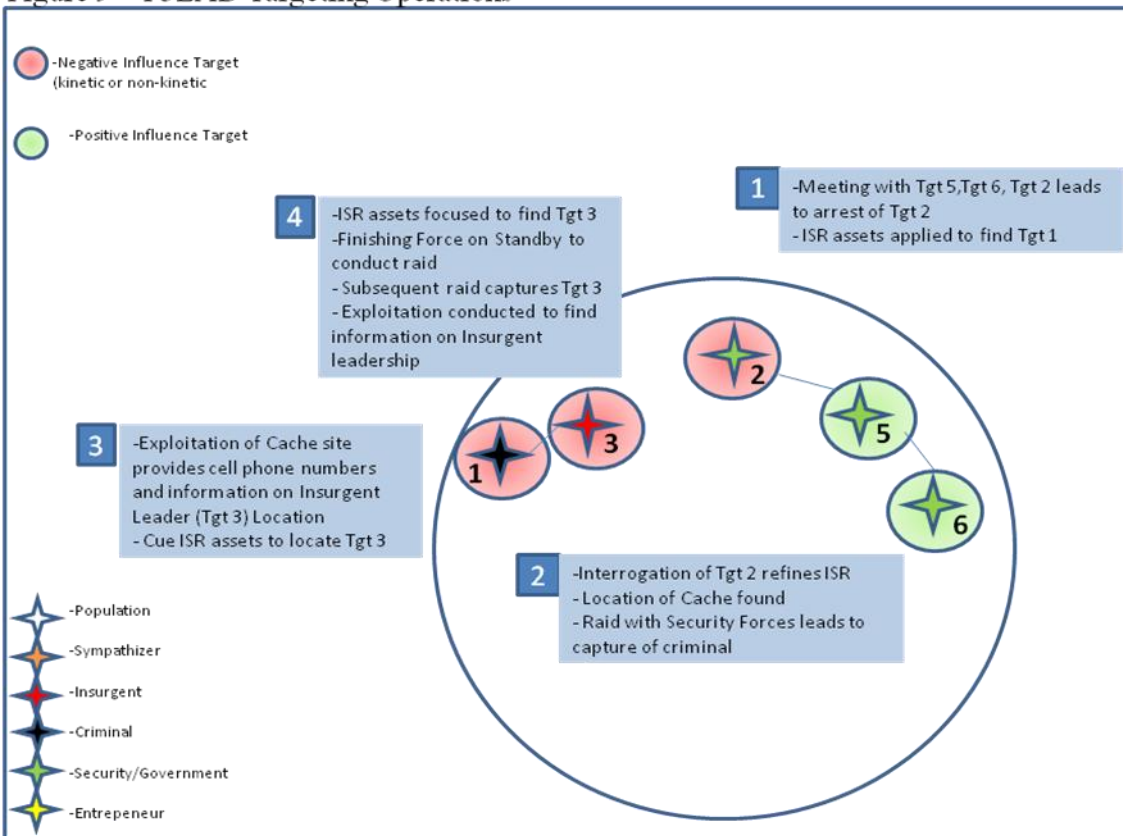 Figure Targeting Operations
-Negative Influence Target
(kinetic or non-kinetic
-Positive Influence Target
1
-Meeting with Tgt 5,Tgt 6, Tgt 2 leads
to arrest of Tgt 2
- ISR assets applied to find Tgt 1
4
-ISR assets focused to find Tgt 3
-Finishing Force on Standby to
conduct raid
- Subsequent raid captures Tgt 3
- Exploitation conducted to find
information on Insurgent
leadership
2
5
6
3
1
3
-Exploitation of Cache site
provides cell phone numbers
and information on Insurgent
Leader (Tgt 3) Location
- Cue ISR assets to locate Tgt 3
2
-Interrogation of Tgt 2 refines ISR
- Location of Cache found
- Raid with Security Forces leads to
capture of criminal
-Population
-Sympathizer
-Insurgent
-Criminal
-Security/Government
-Entrepeneur